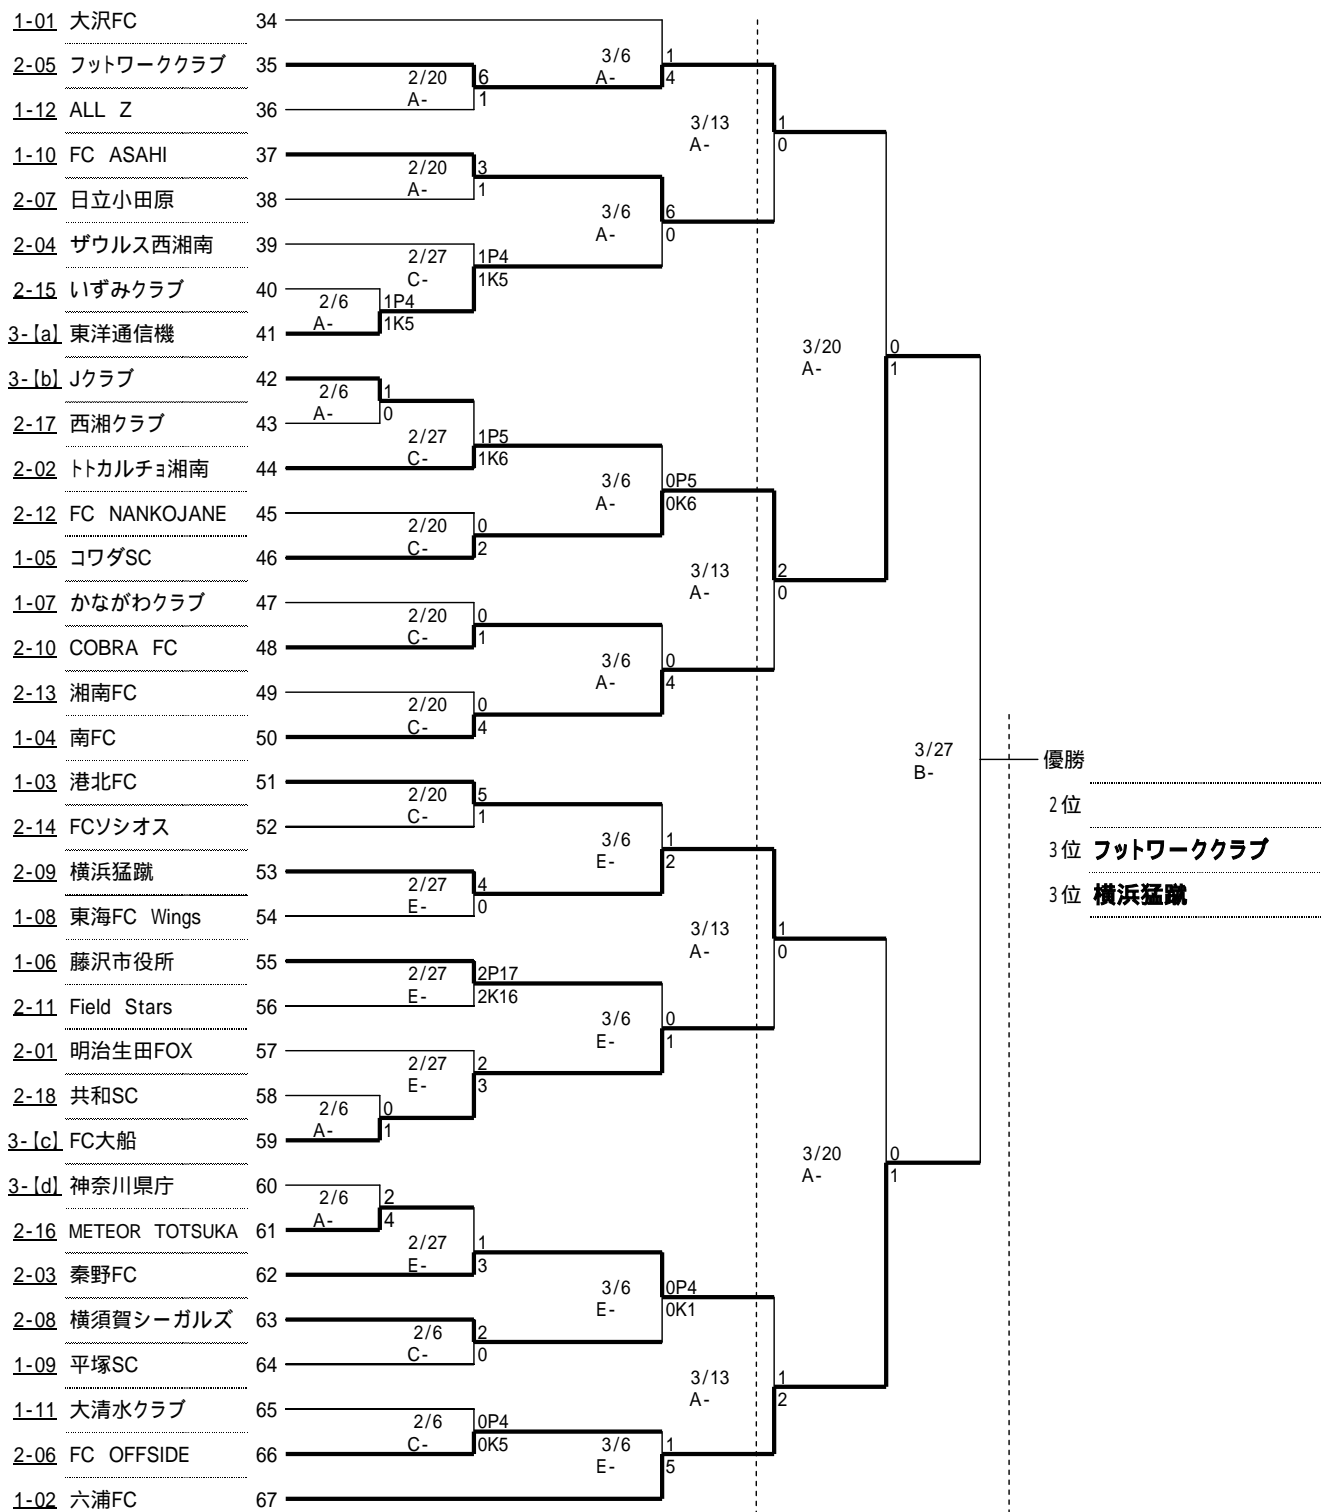 1-01 大沢FC 34
3/6 1
2-05 フットワーククラブ 35
2/20 6 A- 4
A- 1
1-12 ALL Z 36
3/13 1
A- 0
1-10 FC ASAHI 37
2/20 3
A- 1
2-07 日立小田原 38
3/6 6
A- 0
2-04 ザウルス西湘南 39
2/27 1P4
C- 1K5
2-15 いずみクラブ 40
2/6 1P4
A- 1K5
3-[a] 東洋通信機 41
3/20 0
A- 1
3-[b] Jクラブ 42
2/6 1
A- 0
2-17 西湘クラブ 43
2/27 1P5
C- 1K6
2-02 トトカルチョ湘南 44
3/6 0P5
A- 0K6
2-12 FC NANKOJANE 45
2/20 0
C- 2
1-05 コワダSC 46
3/13 2
A- 0
1-07 かながわクラブ 47
2/20 0
C- 1
2-10 COBRA FC 48
3/6 0
A- 4
2-13 湘南FC 49
2/20 0
C- 4
1-04 南FC 50
3/27
B-
優勝
1-03 港北FC 51
2/20 5
C- 1
2位
2-14 FCソシオス 52
3/6 1
E- 2
3位 フットワーククラブ
2-09 横浜猛蹴 53
2/27 4
E- 0
3位 横浜猛蹴
1-08 東海FC Wings 54
3/13 1
A- 0
1-06 藤沢市役所 55
2/27 2P17
E- 2K16
2-11 Field Stars 56
3/6 0
E- 1
2-01 明治生田FOX 57
2/27 2
E- 3
2-18 共和SC 58
2/6 0
A- 1
3-[c] FC大船 59
3/20 0
A- 1
3-[d] 神奈川県庁 60
2/6 2
A- 4
2-16 METEOR TOTSUKA 61
2/27 1
E- 3
2-03 秦野FC 62
3/6 0P4
E- 0K1
2-08 横須賀シーガルズ 63
2/6 2
C- 0
1-09 平塚SC 64
3/13 1
A- 2
1-11 大清水クラブ 65
2/6 0P4
C- 0K5
2-06 FC OFFSIDE 66
3/6 1
E- 5
1-02 六浦FC 67